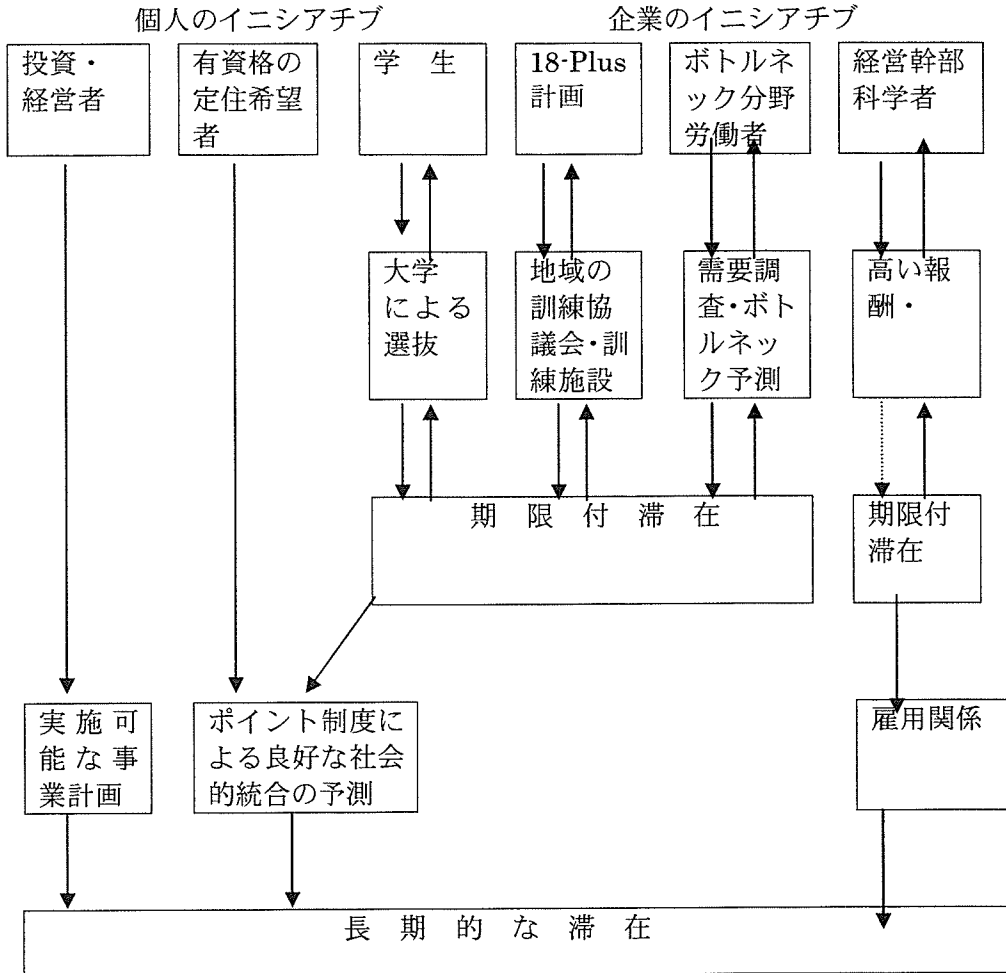 個人のイニシアチブ
企業のイニシアチブ
投資・
経営者
有資格の
定住希望
者
学 生
18-Plus
計画
ボトルネ
ック分野
労働者
経営幹部
科学者
大学
による
選抜
地域の
訓練協
議会・訓
練施設
需要調
査・ボト
ルネッ
ク予測
高い報
酬・
期 限 付 滞 在
期限付
滞在
実 施 可
能 な 事
業計画
ポイント制度に
よる良好な社会
的統合の予測
雇用関係
長 期 的 な 滞 在